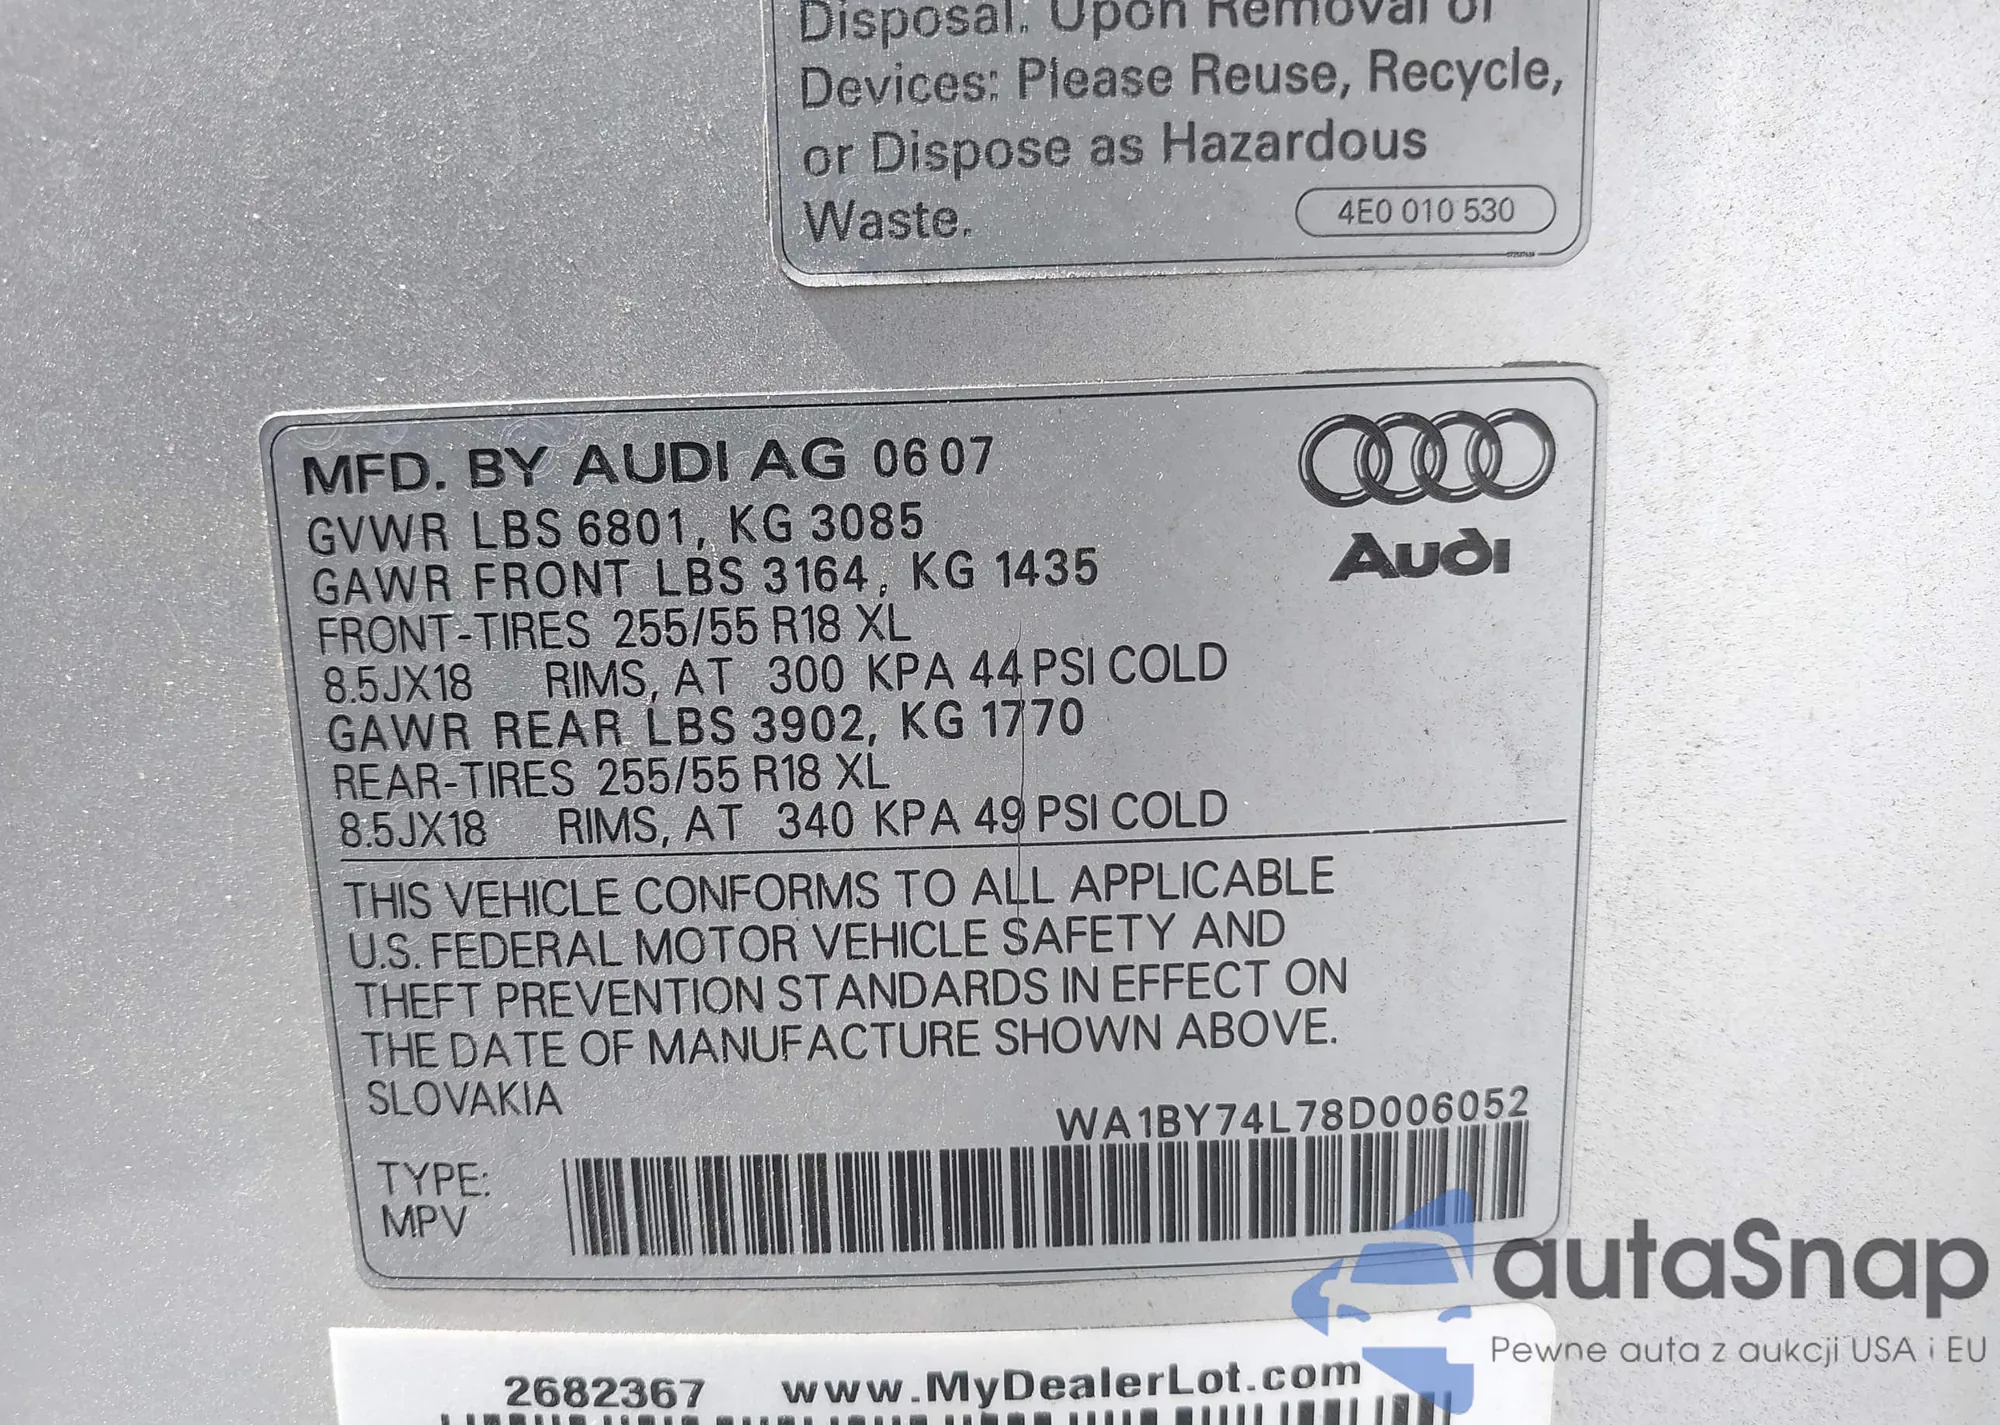 Disposal. Upon Removal of
Devices: Please Reuse, Recycle,
or Dispose as Hazardous
Waste.
4E0 010 530
MFD. BY AUDI AG 06 07
GVWR LBS 6801, KG 3085
GAWR FRONT LBS 3164, KG 1435
FRONT-TIRES 255/55 R18 XL
8.5JX18 RIMS, AT 300 KPA 44 PSI COLD
GAWR REAR LBS 3902, KG 1770
REAR-TIRES 255/55 R18 XL
8.5JX18 RIMS, AT 340 KPA 49 PSI COLD
Audi
THIS VEHICLE CONFORMS TO ALL APPLICABLE
U.S. FEDERAL MOTOR VEHICLE SAFETY AND
THEFT PREVENTION STANDARDS IN EFFECT ON
THE DATE OF MANUFACTURE SHOWN ABOVE.
SLOVAKIA
WA1BY74L78D006052
TYPE:
MPV
autaSnap
Pewne auta z aukcji USA i EU
2682367 www.MyDealerLot.com